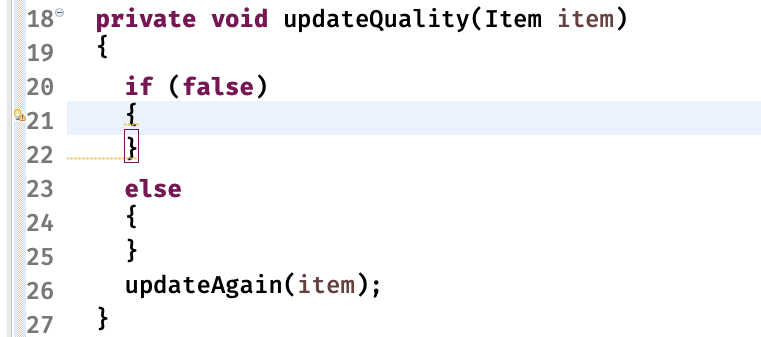 18 private void updateQuality(Item item)
19 {
20 if (false)
21 {
22 }
23 else
24 {
25 }
26 updateAgain(item);
27 }